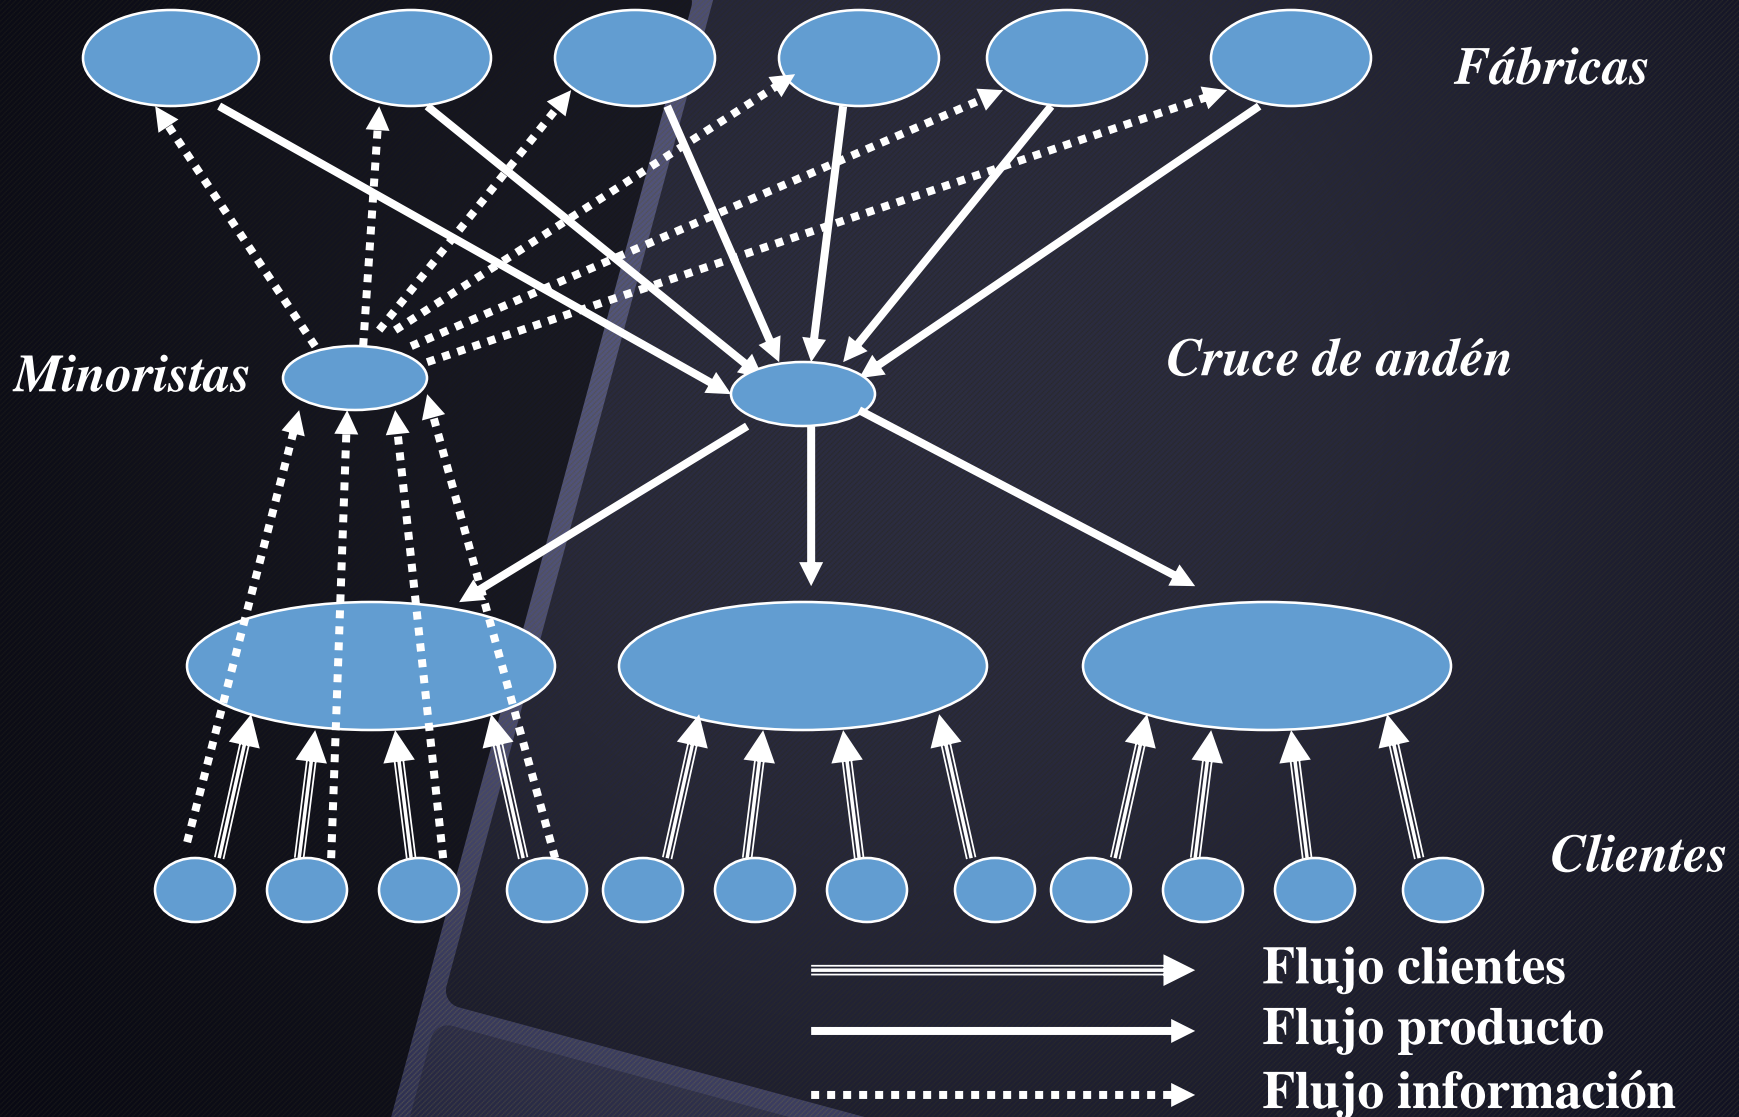 Fábricas
Minoristas
Cruce de andén
Clientes
Flujo clientes
Flujo producto
Flujo información